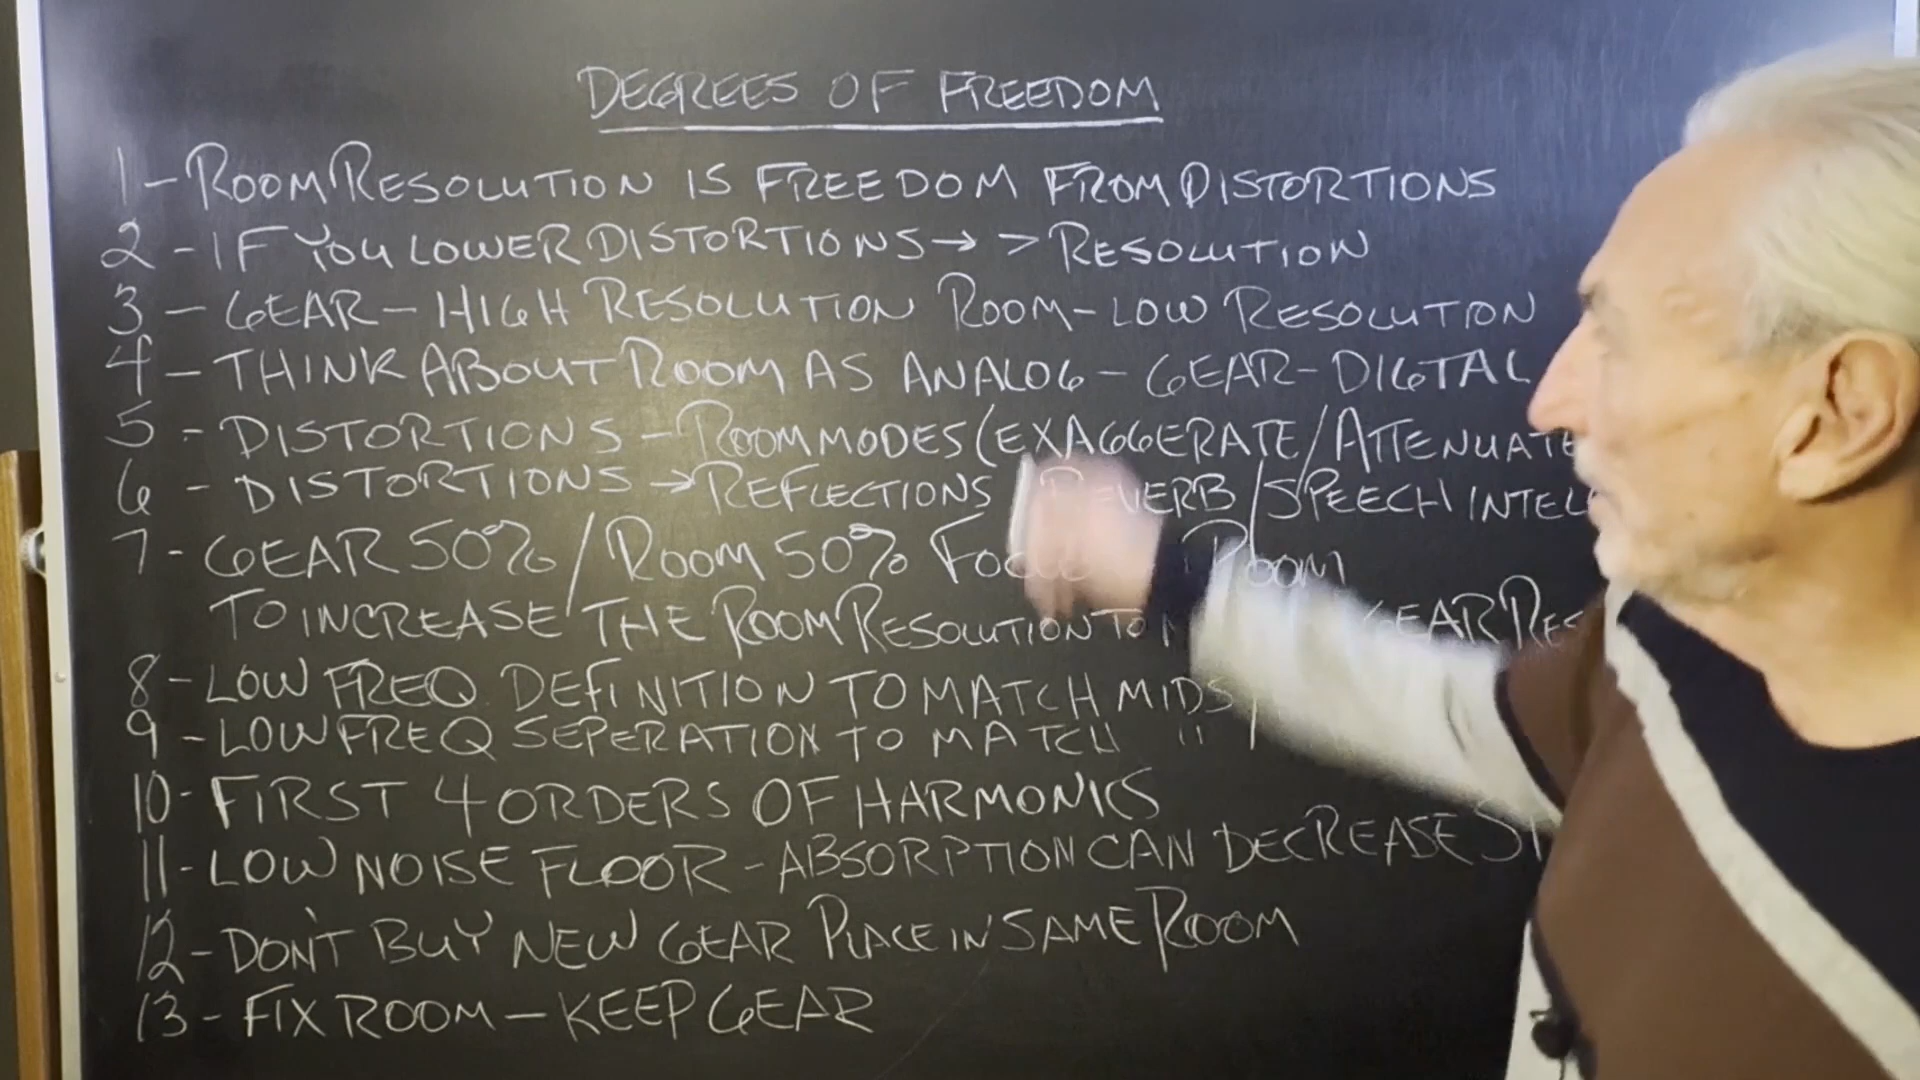 DEGREES OF FREEDOM
1 - ROOM RESOLUTION IS FREEDOM FROM DISTORTIONS
2 - IF YOU LOWER DISTORTIONS → > RESOLUTION
3 - GEAR - HIGH RESOLUTION ROOM - LOW RESOLUTION
4 - THINK ABOUT ROOM AS ANALOG - GEAR - DIGTAL
5 - DISTORTIONS - ROOM MODES (EXAGGERATE / ATTENUATE
6 - DISTORTIONS → REFLECTIONS REVERB / SPEECH
7 - GEAR 50% / ROOM 50% ROOM
TO INCREASE THE ROOM RESOLUTION TO GEAR
8 - LOW FREQ DEFINITION TO MATCH MIDS
9 - LOW FREQ SEPERATION TO MATCH " /
10 - FIRST 4 ORDERS OF HARMONICS
11 - LOW NOISE FLOOR - ABSORPTION CAN DECREASE
12 - DON'T BUY NEW GEAR PLACE IN SAME ROOM
13 - FIX ROOM - KEEP GEAR